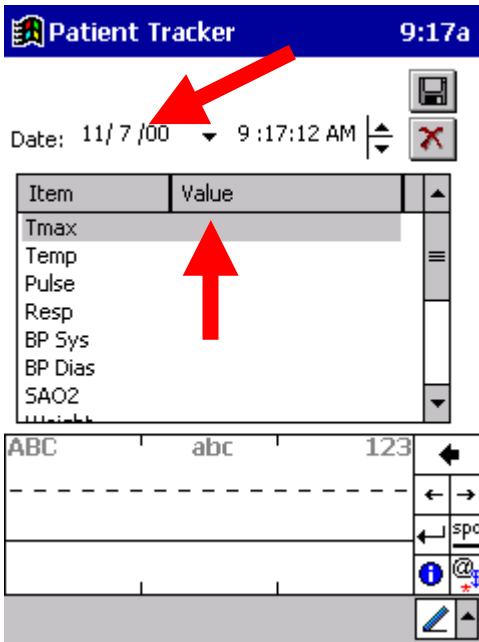 Patient Tracker 9:17a
Date: 11/ 7 /00 9 :17:12 AM
Item Value
Tmax
Temp
Pulse
Resp
BP Sys
BP Dias
SAO2
ABC abc 123
spc
@